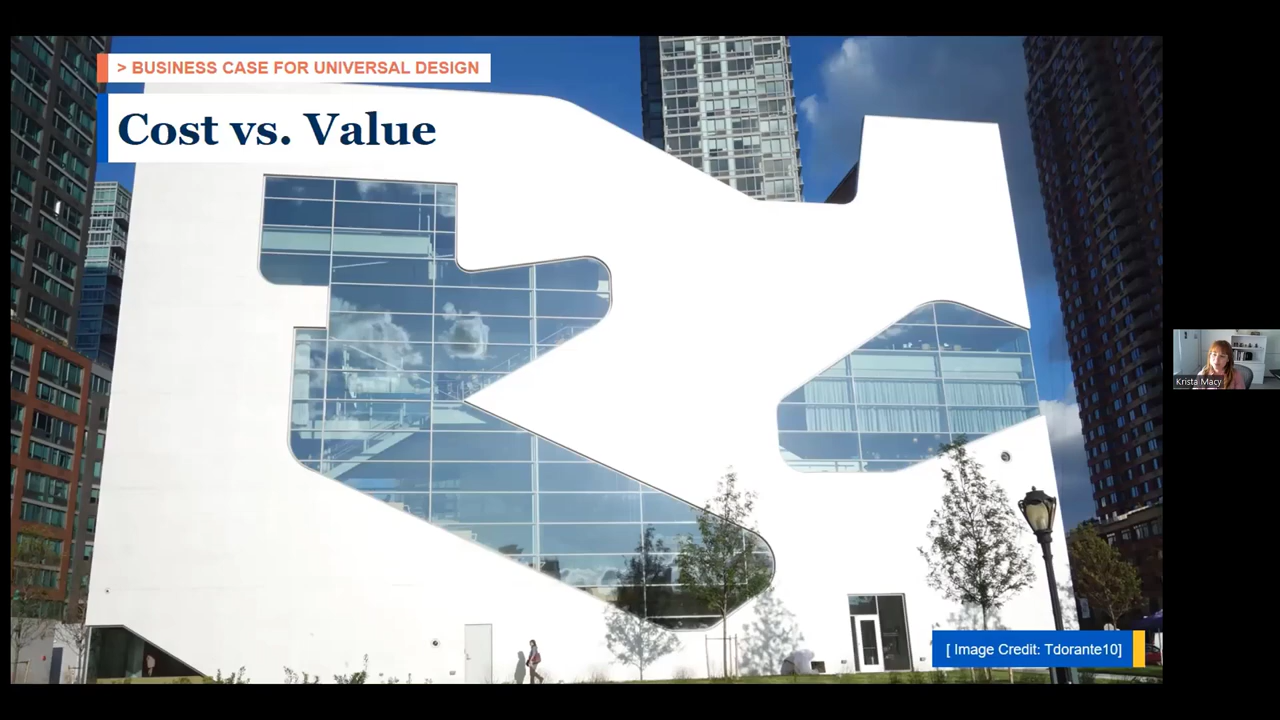 > BUSINESS CASE FOR UNIVERSAL DESIGN
Cost vs. Value
[ Image Credit: Tdorante10]
Krista Macy